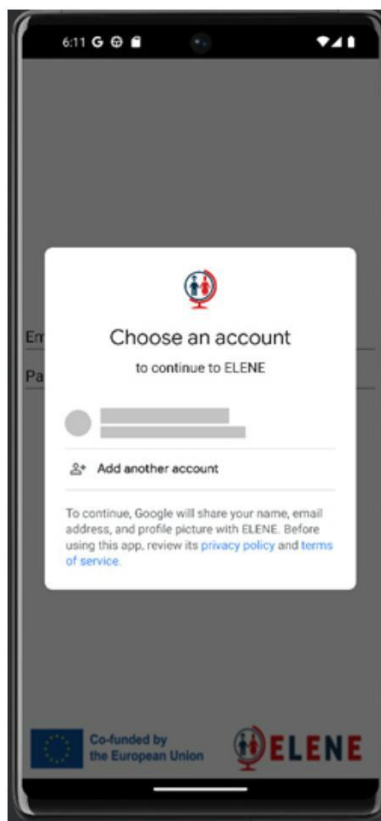 6:11
Em
Pa
Choose an account
to continue to ELENE
Add another account
To continue, Google will share your name, email
address, and profile picture with ELENE. Before
using this app, review its privacy policy and terms
of service.
Co-funded by
the European Union
ELENE